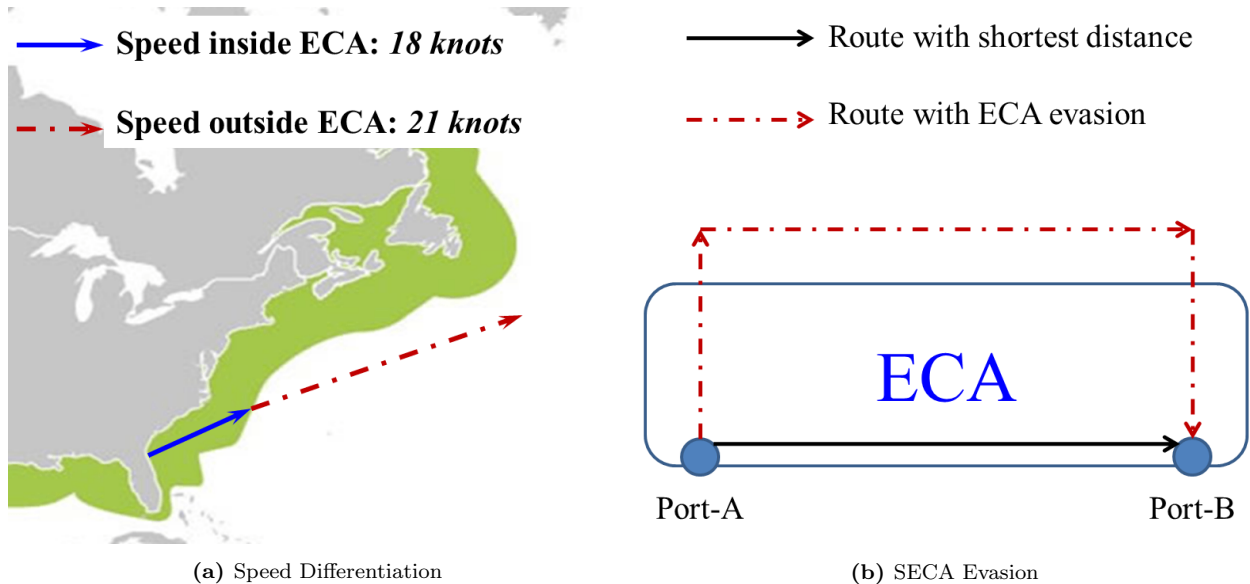 Speed inside ECA: 18 knots
Speed outside ECA: 21 knots
(a) Speed Differentiation
Route with shortest distance
Route with ECA evasion
ECA
Port-A
Port-B
(b) SECA Evasion